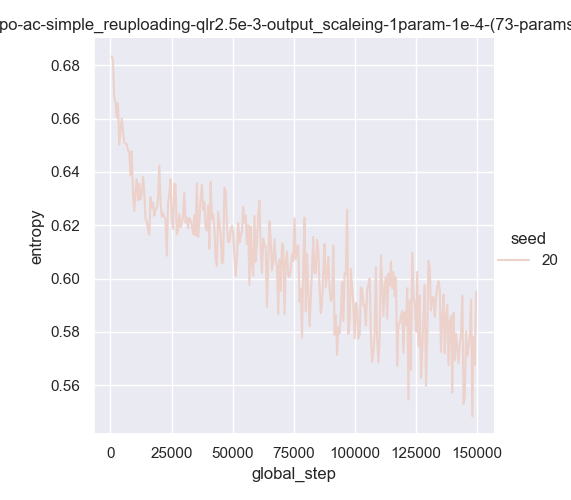 po-ac-simple_reuploading-qlr2.5e-3-output_scaleing-1param-1e-4-(73-params
0.68
0.66
0.64
0.62
0.60
0.58
0.56
entropy
0 25000 50000 75000 100000 125000 150000
global_step
seed
20